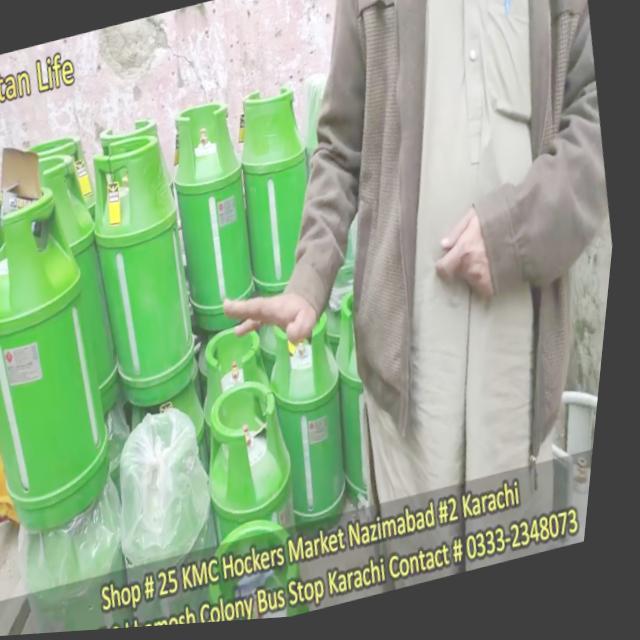 tan Life
Shop # 25 KMC Hockers Market Nazimabad #2 Karachi
Colony Bus Stop Karachi Contact # 0333-2348073